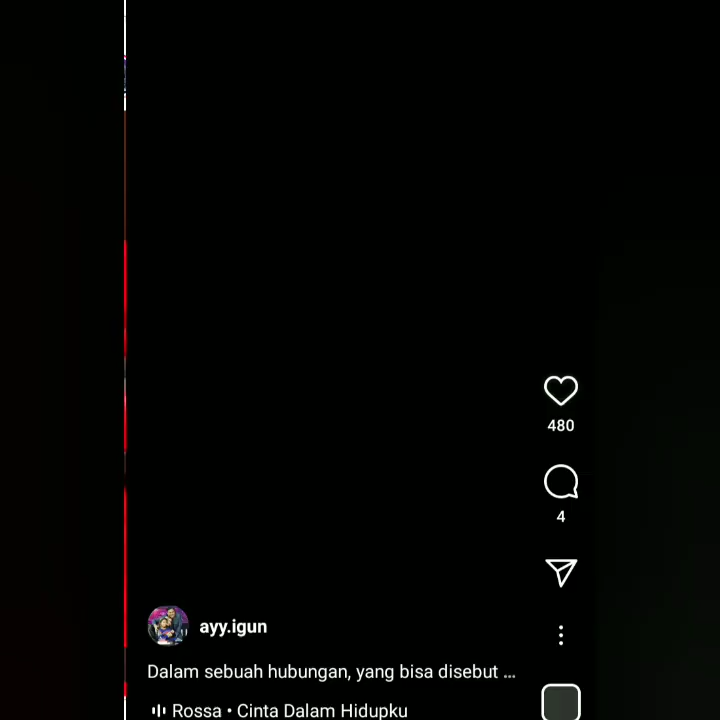 480
4
ayy.igun
Dalam sebuah hubungan, yang bisa disebut ...
Rossa • Cinta Dalam Hidupku